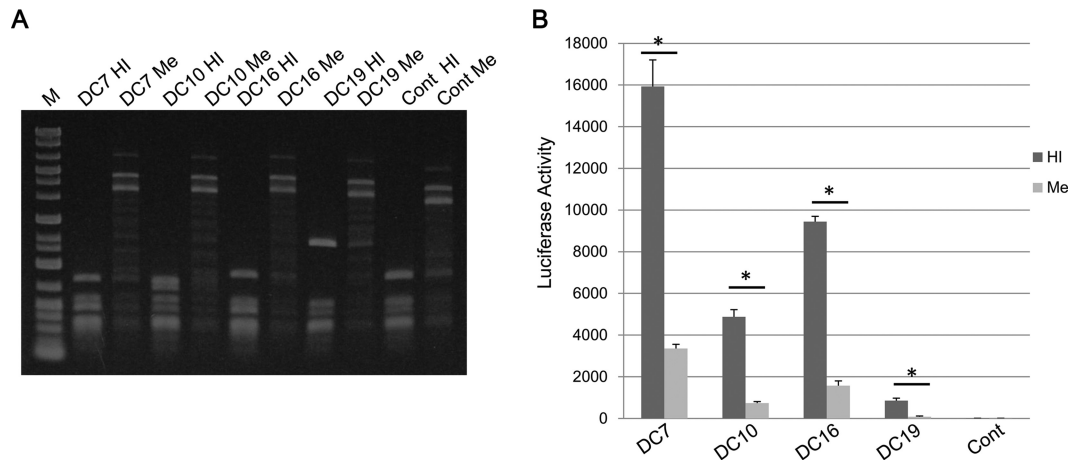 A
M
DC7 HI
DC7 Me
DC10 HI
DC10 Me
DC16 HI
DC16 Me
DC19 HI
DC19 Me
Cont HI
Cont Me
B
Luciferase Activity
18000
16000
14000
12000
10000
8000
6000
4000
2000
0
*
*
*
*
DC7
DC10
DC16
DC19
Cont
HI
Me